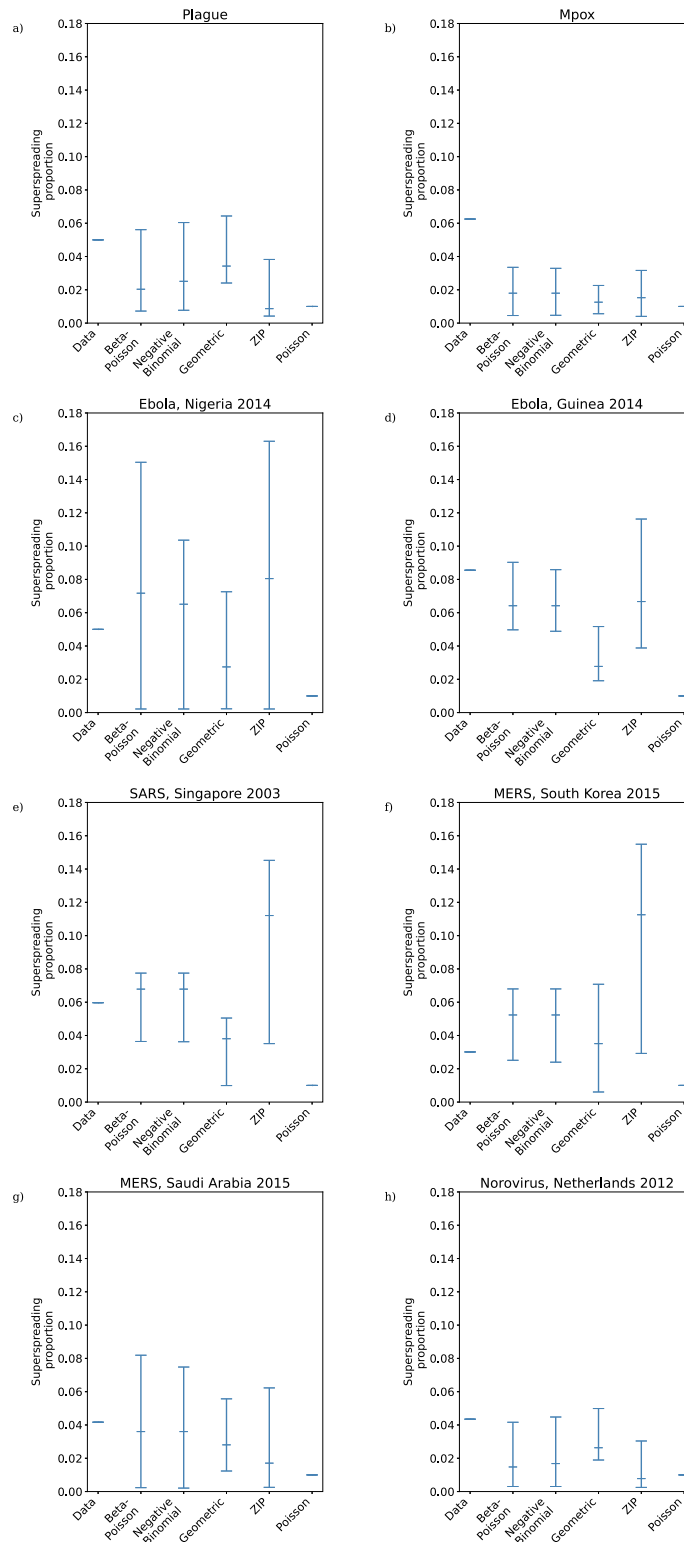 a)
Plague
Superspreading
proportion
0.18
0.16
0.14
0.12
0.10
0.08
0.06
0.04
0.02
0.00
Data
Beta-
Poisson
Negative
Binomial
Geometric
ZIP
Poisson
b)
Mpox
Superspreading
proportion
0.18
0.16
0.14
0.12
0.10
0.08
0.06
0.04
0.02
0.00
Data
Beta-
Poisson
Negative
Binomial
Geometric
ZIP
Poisson
c)
Ebola, Nigeria 2014
Superspreading
proportion
0.18
0.16
0.14
0.12
0.10
0.08
0.06
0.04
0.02
0.00
Data
Beta-
Poisson
Negative
Binomial
Geometric
ZIP
Poisson
d)
Ebola, Guinea 2014
Superspreading
proportion
0.18
0.16
0.14
0.12
0.10
0.08
0.06
0.04
0.02
0.00
Data
Beta-
Poisson
Negative
Binomial
Geometric
ZIP
Poisson
e)
SARS, Singapore 2003
Superspreading
proportion
0.18
0.16
0.14
0.12
0.10
0.08
0.06
0.04
0.02
0.00
Data
Beta-
Poisson
Negative
Binomial
Geometric
ZIP
Poisson
f)
MERS, South Korea 2015
Superspreading
proportion
0.18
0.16
0.14
0.12
0.10
0.08
0.06
0.04
0.02
0.00
Data
Beta-
Poisson
Negative
Binomial
Geometric
ZIP
Poisson
g)
MERS, Saudi Arabia 2015
Superspreading
proportion
0.18
0.16
0.14
0.12
0.10
0.08
0.06
0.04
0.02
0.00
Data
Beta-
Poisson
Negative
Binomial
Geometric
ZIP
Poisson
h)
Norovirus, Netherlands 2012
Superspreading
proportion
0.18
0.16
0.14
0.12
0.10
0.08
0.06
0.04
0.02
0.00
Data
Beta-
Poisson
Negative
Binomial
Geometric
ZIP
Poisson